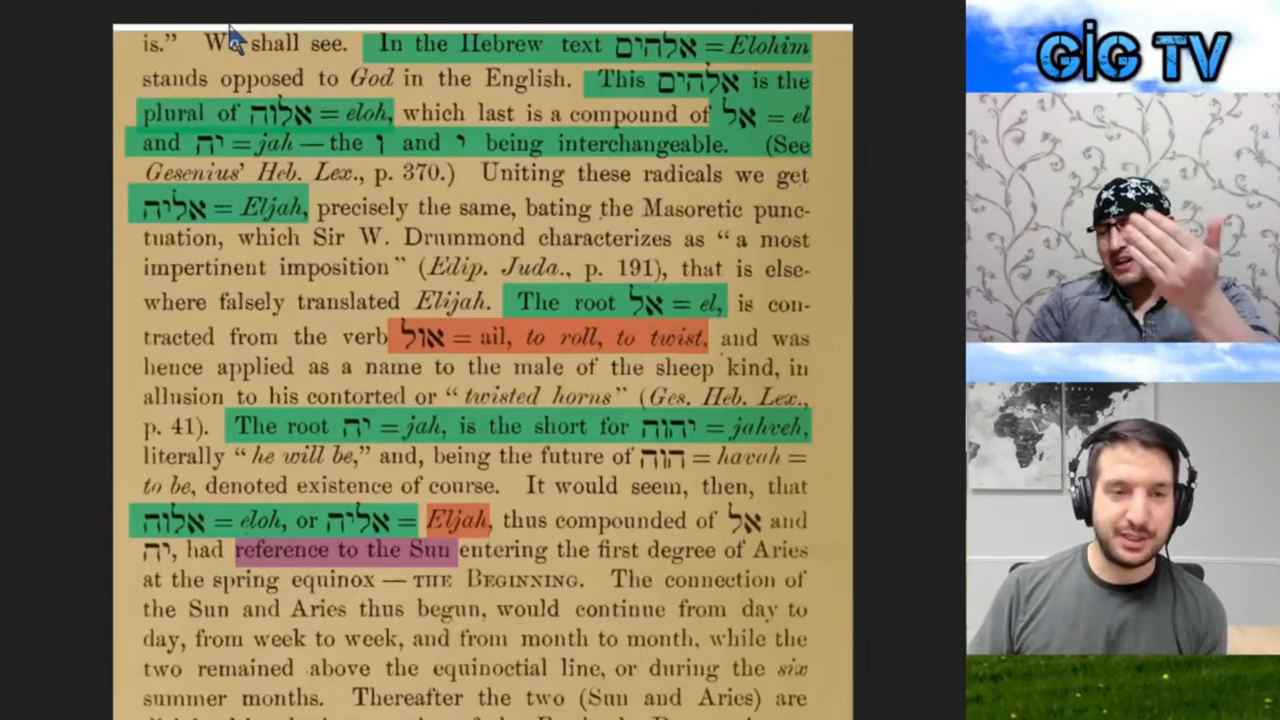 is." We shall see. In the Hebrew text אלהים = Elohim
stands opposed to God in the English. This אלהים is the
plural of אלוה = eloh, which last is a compound of אל = el
and יה = jah — the ו and י being interchangeable. (See
Gesenius' Heb. Lex., p. 370.) Uniting these radicals we get
אליה = Eljah, precisely the same, bating the Masoretic punc-
tuation, which Sir W. Drummond characterizes as "a most
impertinent imposition" (Edip. Juda., p. 191), that is else-
where falsely translated Elijah. The root אל = el, is con-
tracted from the verb אול = ail, to roll, to twist, and was
hence applied as a name to the male of the sheep kind, in
allusion to his contorted or "twisted horns" (Ges. Heb. Lex.,
p. 41). The root יה = jah, is the short for יהוה = jahveh,
literally "he will be," and, being the future of הוה = havah =
to be, denoted existence of course. It would seem, then, that
אלוה = eloh, or אליה = Eljah, thus compounded of אל and
יה, had reference to the Sun entering the first degree of Aries
at the spring equinox — THE BEGINNING. The connection of
the Sun and Aries thus begun, would continue from day to
day, from week to week, and from month to month, while the
two remained above the equinoctial line, or during the six
summer months. Thereafter the two (Sun and Aries) are
GİG TV